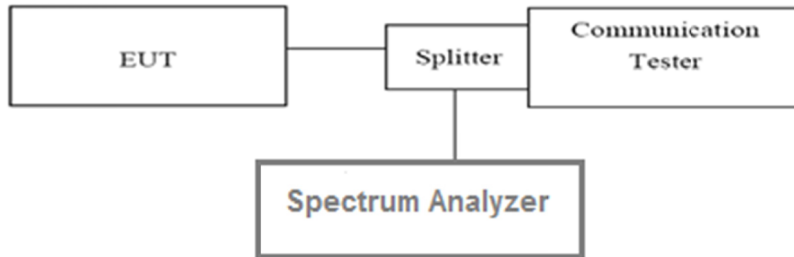 EUT
Splitter
Communication
Tester
Spectrum Analyzer